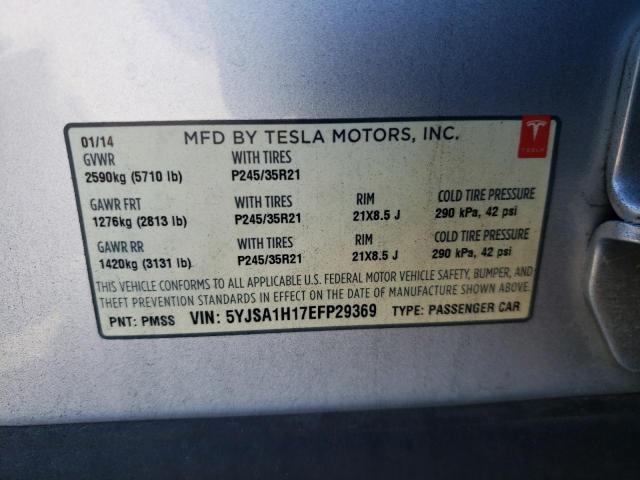 01/14 MFD BY TESLA MOTORS, INC.
GVWR WITH TIRES
2590kg (5710 lb) P245/35R21
GAWR FRT WITH TIRES RIM COLD TIRE PRESSURE
1276kg (2813 lb) P245/35R21 21X8.5 J 290 kPa, 42 psi
GAWR RR WITH TIRES RIM COLD TIRE PRESSURE
1420kg (3131 lb) P245/35R21 21X8.5 J 290 kPa, 42 psi
THIS VEHICLE CONFORMS TO ALL APPLICABLE U.S. FEDERAL MOTOR VEHICLE SAFETY, BUMPER, AND
THEFT PREVENTION STANDARDS IN EFFECT ON THE DATE OF MANUFACTURE SHOWN ABOVE.
PNT: PMSS VIN: 5YJSA1H17EFP29369 TYPE: PASSENGER CAR